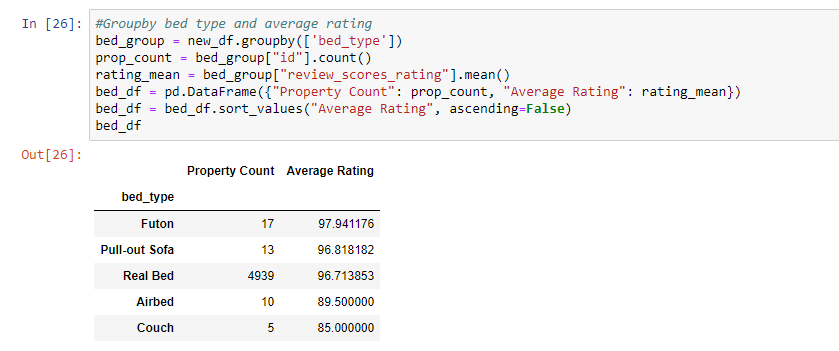 In [26]: #Groupby bed type and average rating
bed_group = new_df.groupby(['bed_type'])
prop_count = bed_group["id"].count()
rating_mean = bed_group["review_scores_rating"].mean()
bed_df = pd.DataFrame({"Property Count": prop_count, "Average Rating": rating_mean})
bed_df = bed_df.sort_values("Average Rating", ascending=False)
bed_df
Out[26]:
Property Count Average Rating
bed_type
Futon 17 97.941176
Pull-out Sofa 13 96.818182
Real Bed 4939 96.713853
Airbed 10 89.500000
Couch 5 85.000000